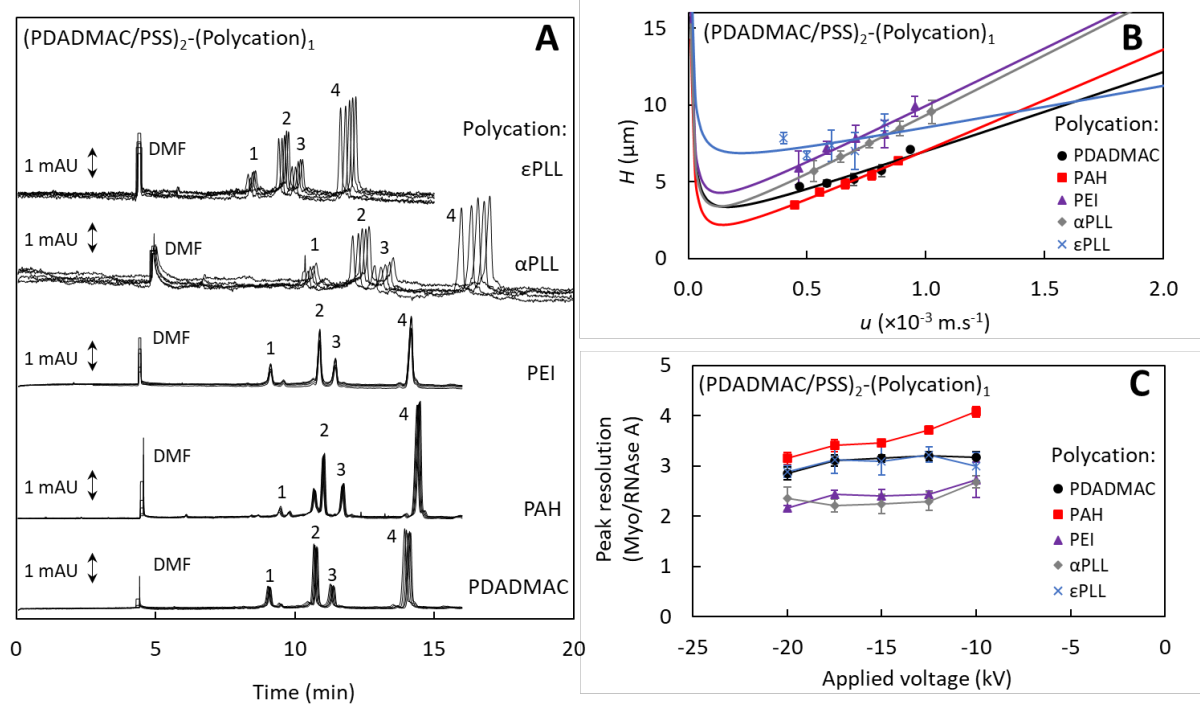 (PDADMAC/PSS)₂-(Polycation)₁
A
4
2
Polycation:
DMF
1
3
εPLL
1 mAU
2
4
1 mAU
DMF
1
3
αPLL
2
4
DMF
1
3
1 mAU
PEI
4
2
DMF
3
1 mAU
1
PAH
2
4
DMF
1 mAU
1
3
PDADMAC
0
5
10
15
20
Time (min)
15
(PDADMAC/PSS)₂-(Polycation)₁
B
10
5
0
H (µm)
Polycation:
PDADMAC
PAH
PEI
αPLL
εPLL
0.0
0.5
1.0
1.5
2.0
u (×10⁻³ m.s⁻¹)
5
(PDADMAC/PSS)₂-(Polycation)₁
C
4
3
2
1
0
Peak resolution
(Myo/RNAse A)
Polycation:
PDADMAC
PAH
PEI
αPLL
εPLL
-25
-20
-15
-10
-5
0
Applied voltage (kV)